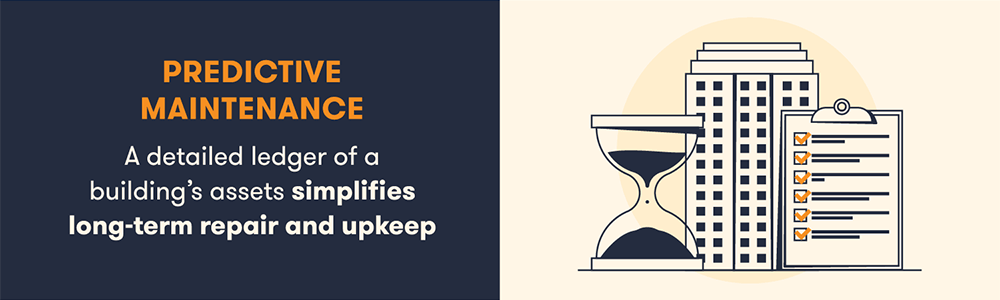 PREDICTIVE
MAINTENANCE
A detailed ledger of a
building’s assets simplifies
long-term repair and upkeep